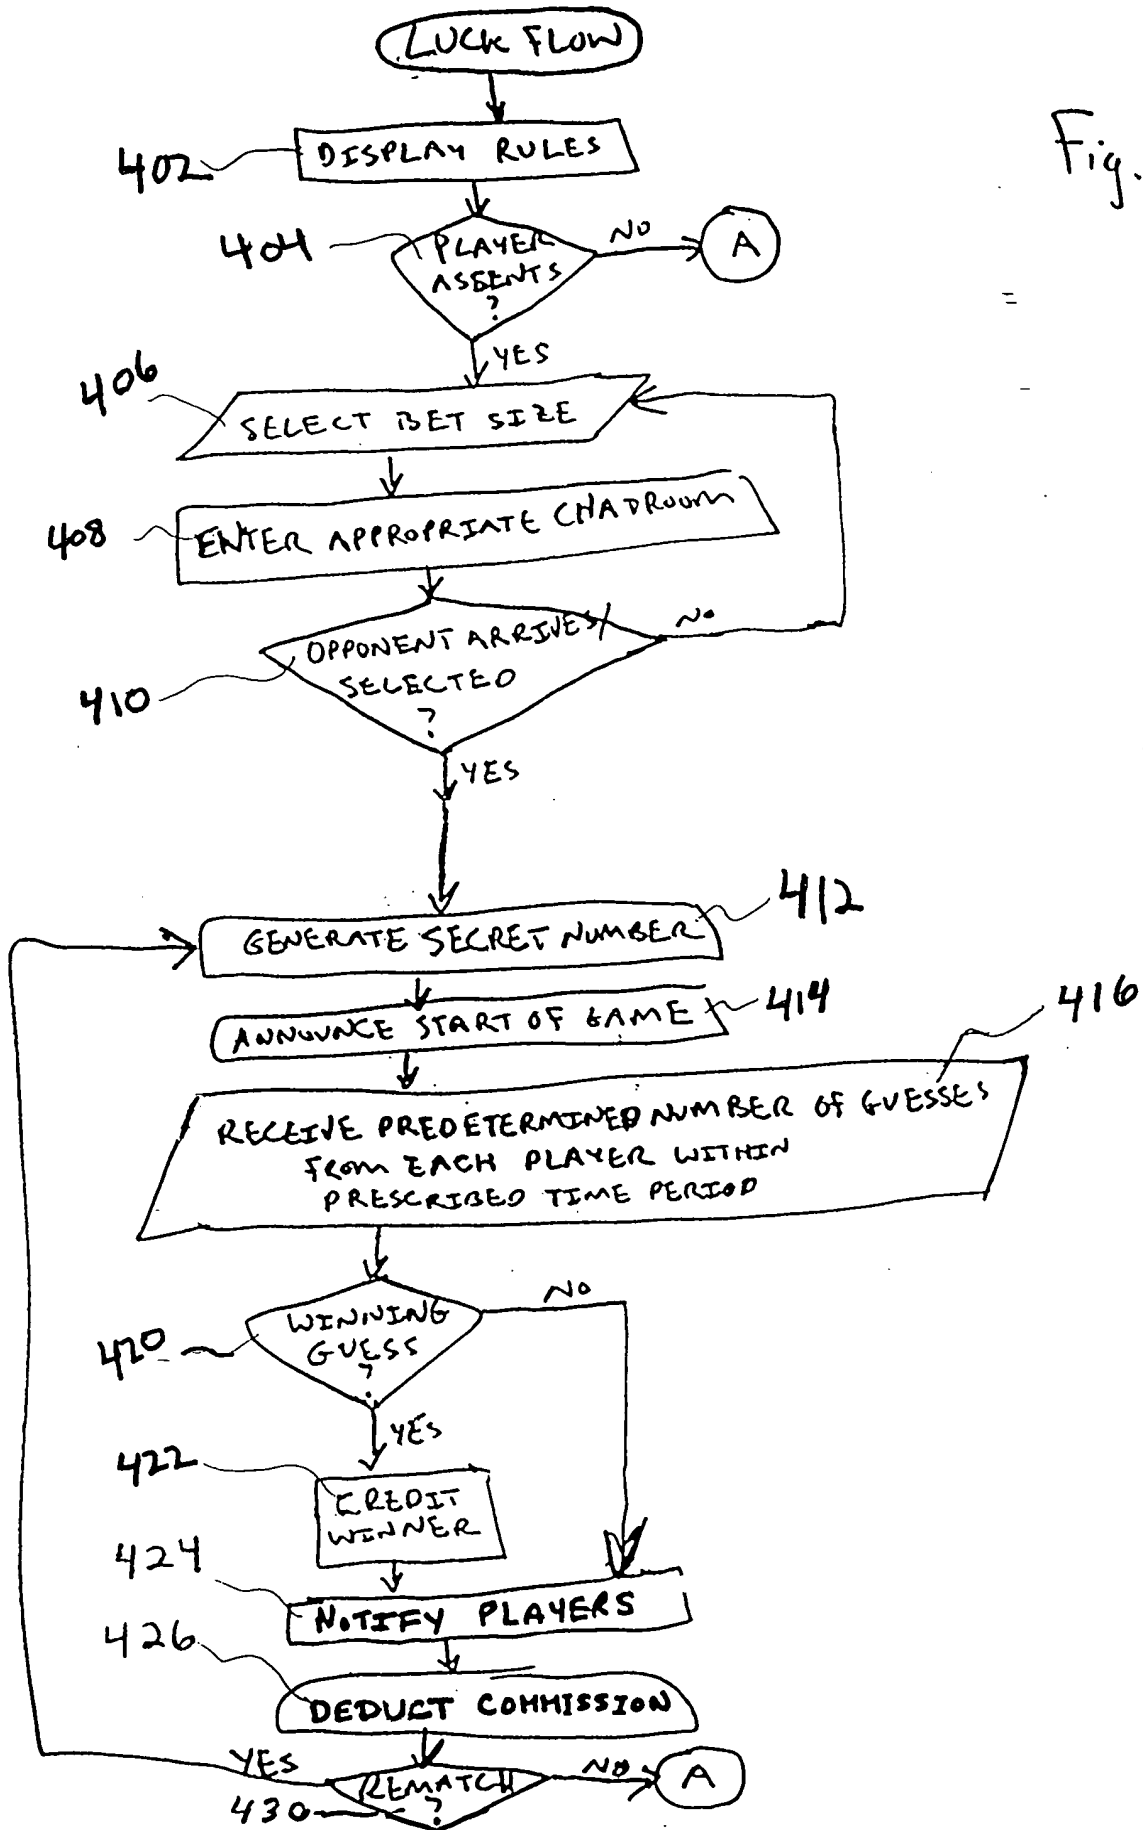 LUCK FLOW
Fig.
402
DISPLAY RULES
404
PLAYER
ASSENTS
?
NO
A
YES
406
SELECT BET SIZE
408
ENTER APPROPRIATE CHADROOM
410
OPPONENT ARRIVES/
SELECTED
?
NO
YES
412
GENERATE SECRET NUMBER
414
ANNOUNCE START OF GAME
416
RECEIVE PREDETERMINED NUMBER OF GUESSES
FROM EACH PLAYER WITHIN
PRESCRIBED TIME PERIOD
420
WINNING
GUESS
?
NO
YES
422
CREDIT
WINNER
424
NOTIFY PLAYERS
426
DEDUCT COMMISSION
YES
REMATCH
?
430
NO
A